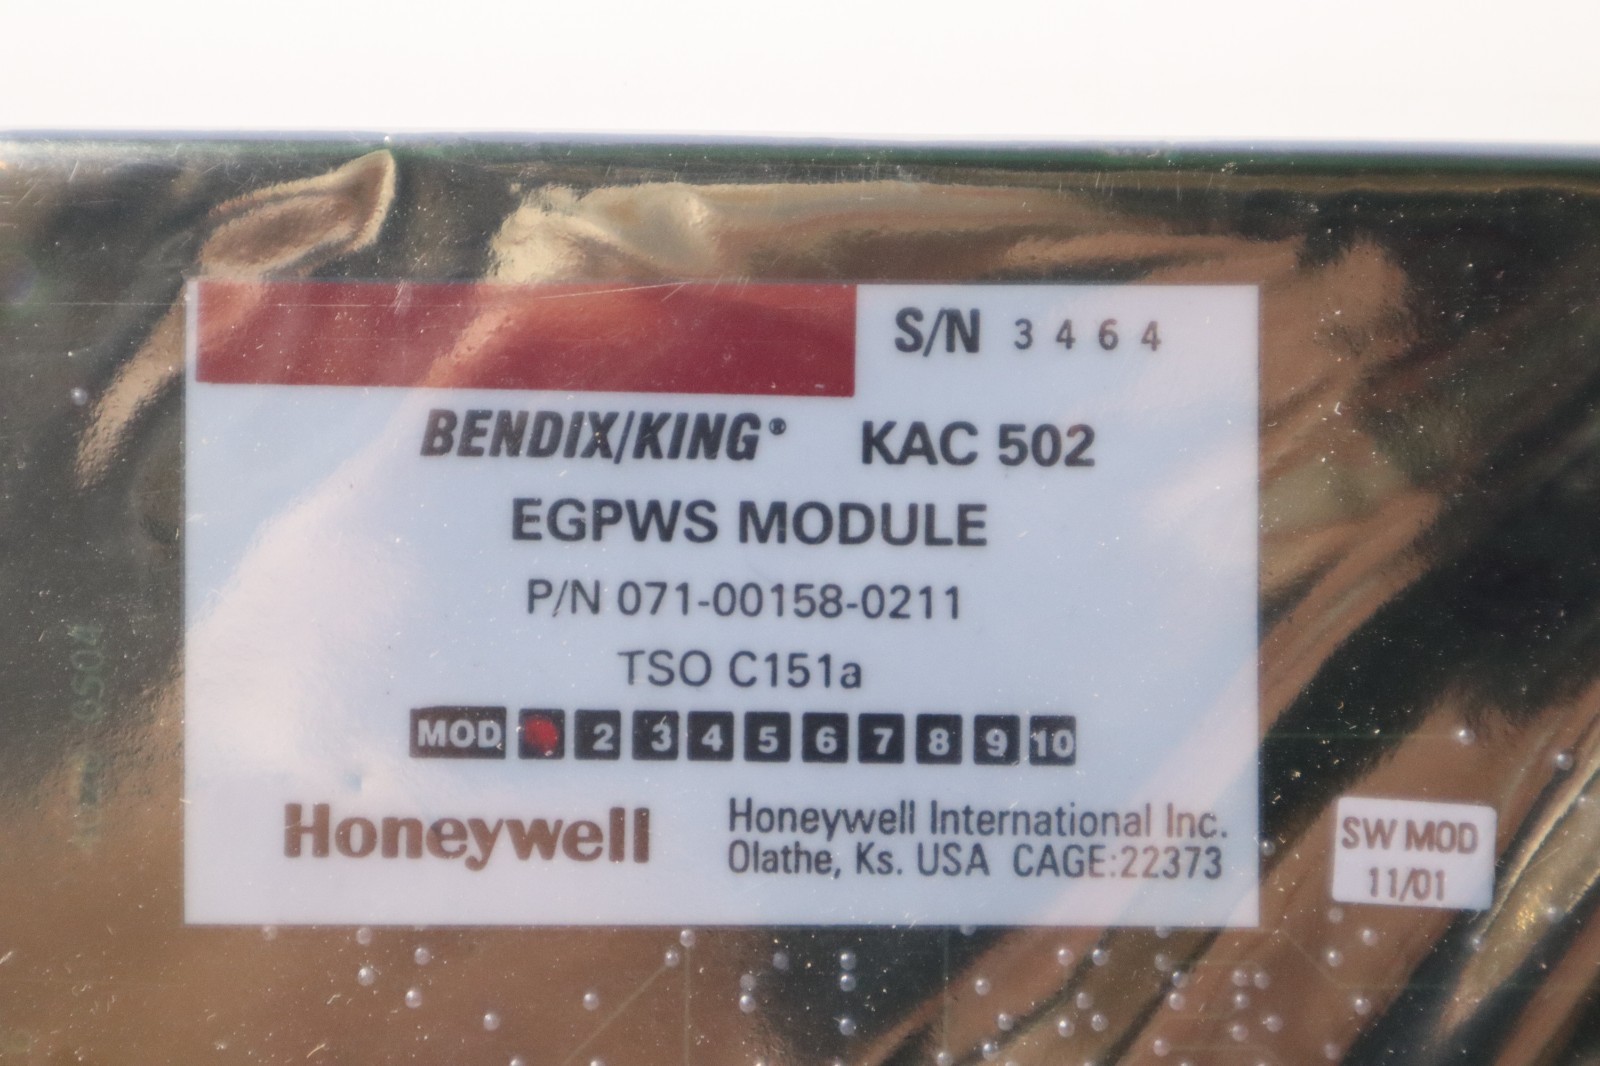 S/N 3464
BENDIX/KING® KAC 502
EGPWS MODULE
P/N 071-00158-0211
TSO C151a
MOD 2 3 4 5 6 7 8 9 10
Honeywell
Honeywell International Inc.
Olathe, Ks. USA CAGE:22373
SW MOD
11/01